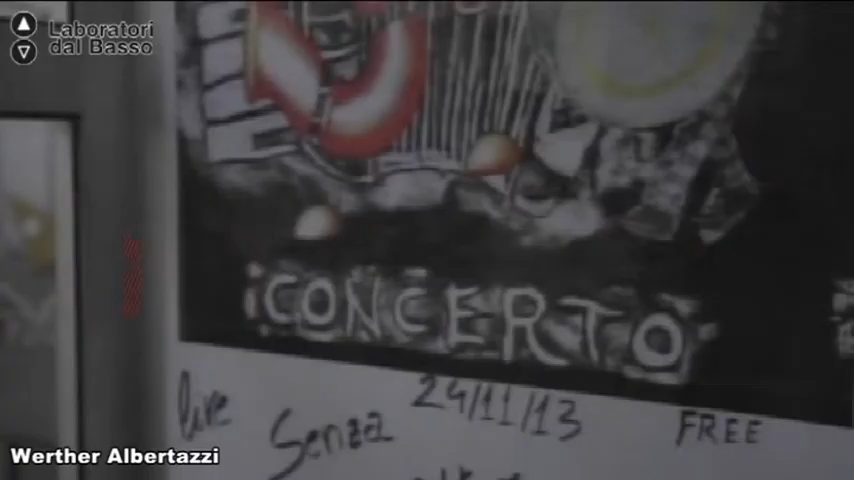 Laboratori
dal Basso
CONCERTO
live
Senza
24/11/13
FREE
Werther Albertazzi